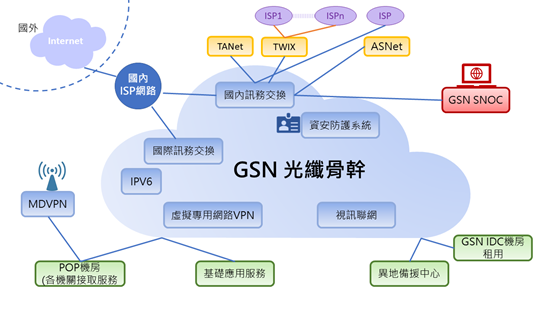 國外
Internet
ISP1
ISPn
ISP
TANet
TWIX
ASNet
國內
ISP網路
國內訊務交換
GSN SNOC
資安防護系統
國際訊務交換
GSN 光纖骨幹
IPV6
MDVPN
虛擬專用網路VPN
視訊聯網
GSN IDC機房
租用
POP機房
(各機關接取服務
基礎應用服務
異地備援中心